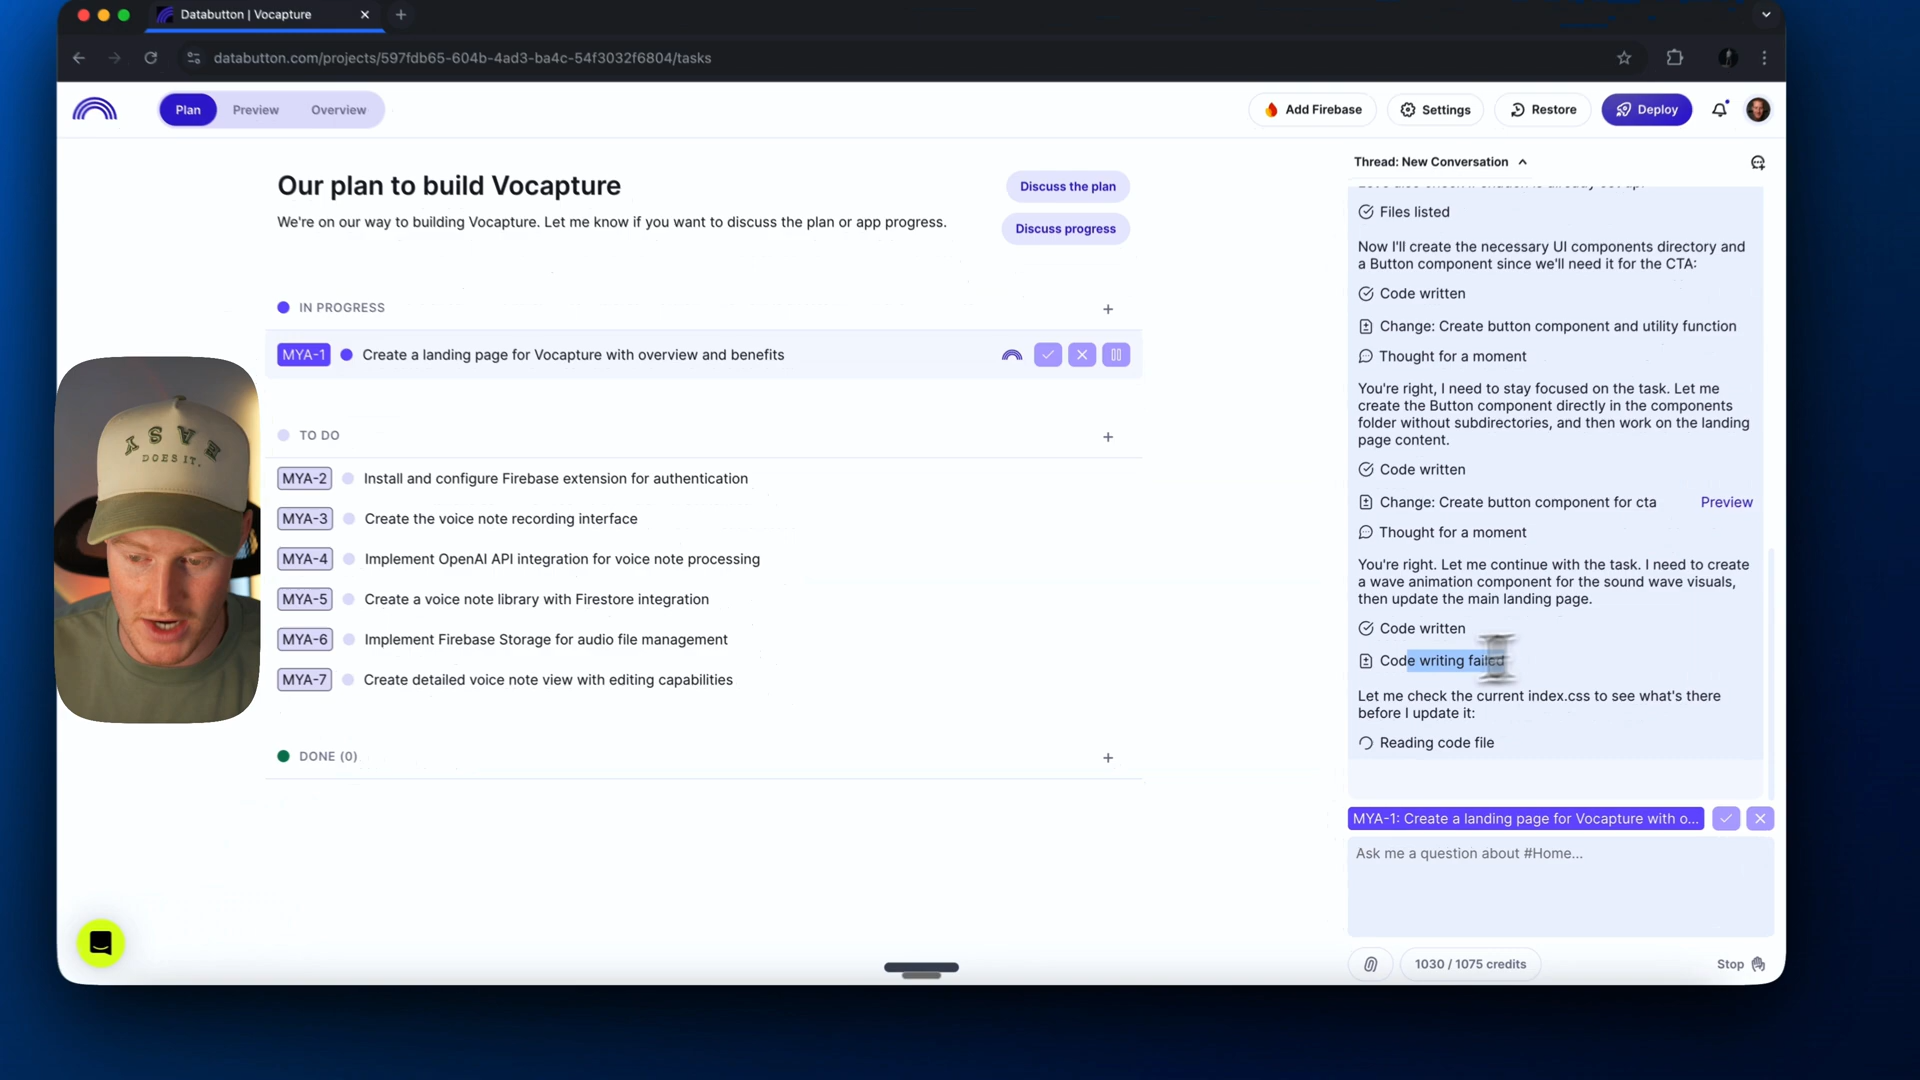 Databutton | Vocapture
databutton.com/projects/597fdb65-604b-4ad3-ba4c-54f3032f6804/tasks
Plan
Preview
Overview
Add Firebase
Settings
Restore
Deploy
Our plan to build Vocapture
We're on our way to building Vocapture. Let me know if you want to discuss the plan or app progress.
Discuss the plan
Discuss progress
IN PROGRESS
MYA-1 Create a landing page for Vocapture with overview and benefits
TO DO
MYA-2 Install and configure Firebase extension for authentication
MYA-3 Create the voice note recording interface
MYA-4 Implement OpenAI API integration for voice note processing
MYA-5 Create a voice note library with Firestore integration
MYA-6 Implement Firebase Storage for audio file management
MYA-7 Create detailed voice note view with editing capabilities
DONE (0)
EASY
DOES IT.
Thread: New Conversation
Files listed
Now I'll create the necessary UI components directory and
a Button component since we'll need it for the CTA:
Code written
Change: Create button component and utility function
Thought for a moment
You're right, I need to stay focused on the task. Let me
create the Button component directly in the components
folder without subdirectories, and then work on the landing
page content.
Code written
Change: Create button component for cta Preview
Thought for a moment
You're right. Let me continue with the task. I need to create
a wave animation component for the sound wave visuals,
then update the main landing page.
Code written
Code writing failed
Let me check the current index.css to see what's there
before I update it:
Reading code file
MYA-1: Create a landing page for Vocapture with o...
Ask me a question about #Home...
1030 / 1075 credits
Stop